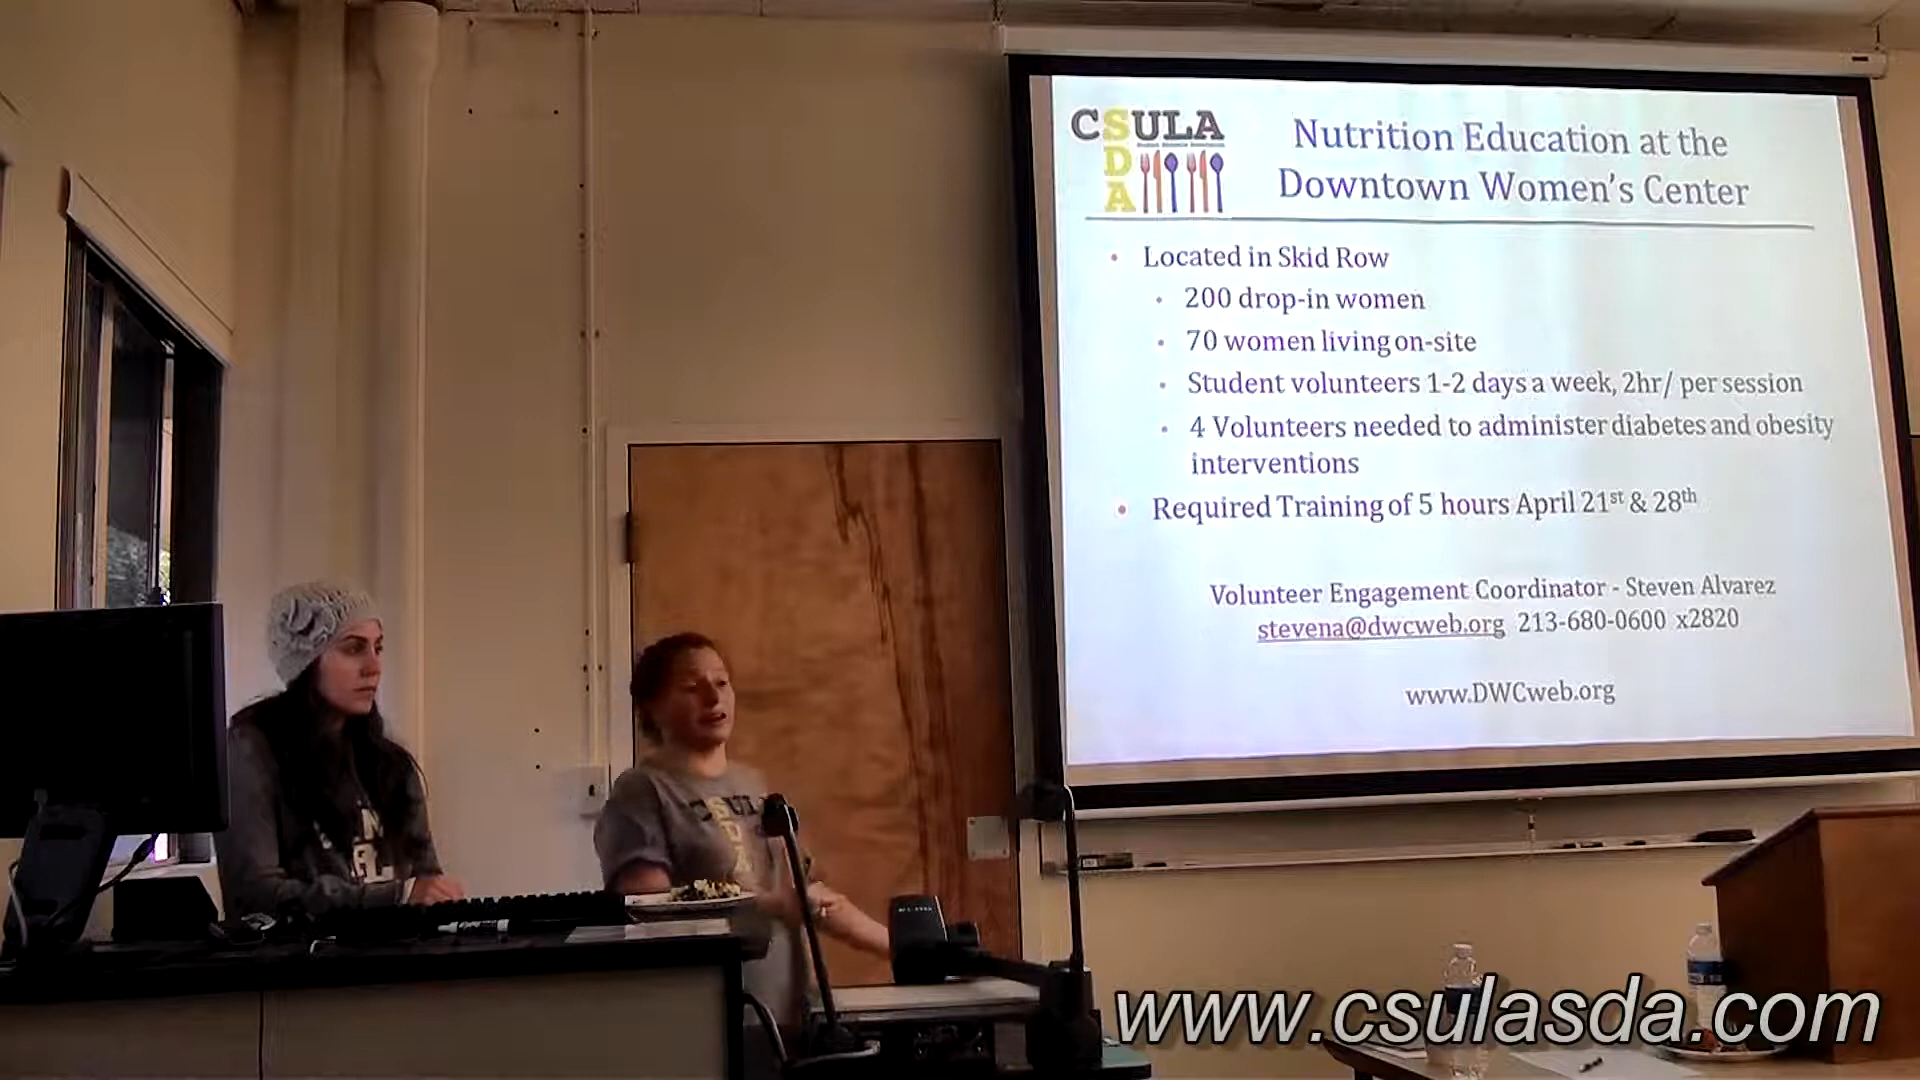 CSULA
SDA
Nutrition Education at the
Downtown Women's Center
• Located in Skid Row
• 200 drop-in women
• 70 women living on-site
• Student volunteers 1-2 days a week, 2hr/ per session
• 4 Volunteers needed to administer diabetes and obesity
interventions
• Required Training of 5 hours April 21st & 28th
Volunteer Engagement Coordinator - Steven Alvarez
stevena@dwcweb.org 213-680-0600 x2820
www.DWCweb.org
CSULA
SDA
www.csulasda.com